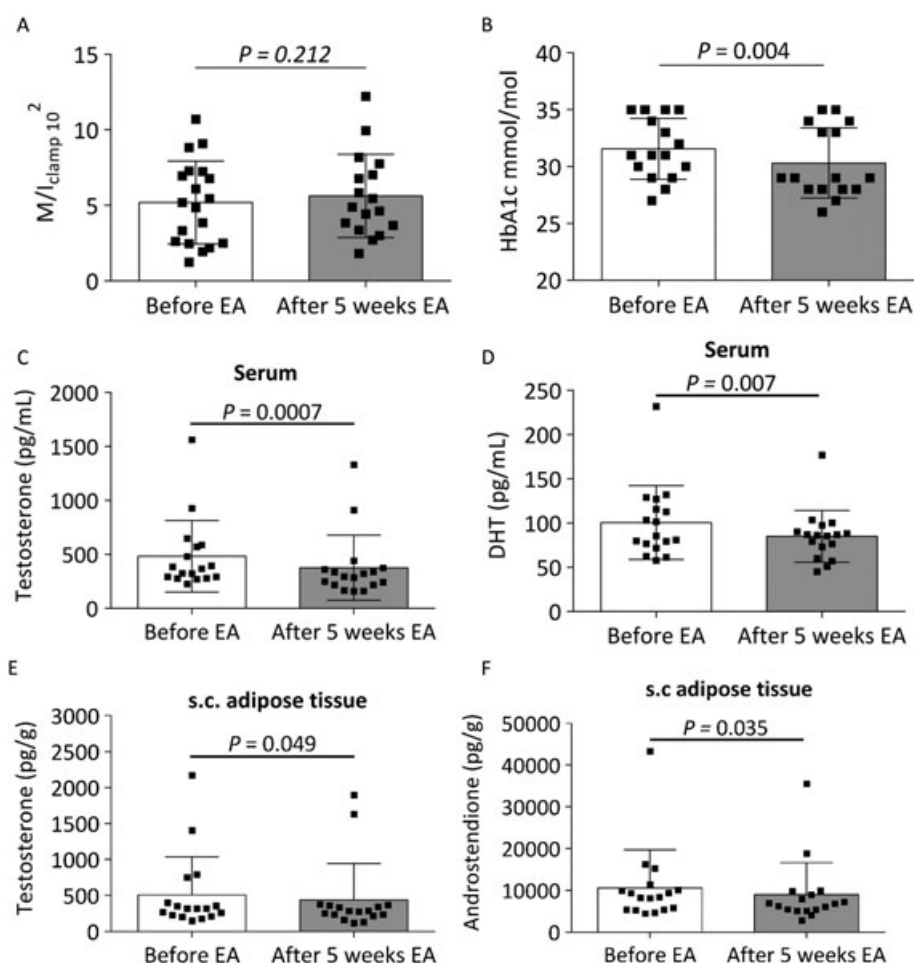 A
P = 0.212
M/Iclamp 10²
15
10
5
0
Before EA
After 5 weeks EA
B
P = 0.004
HbA1c mmol/mol
40
35
30
25
20
Before EA
After 5 weeks EA
C
Serum
P = 0.0007
Testosterone (pg/mL)
2000
1500
1000
500
0
Before EA
After 5 weeks EA
D
Serum
P = 0.007
DHT (pg/mL)
250
200
150
100
50
0
Before EA
After 5 weeks EA
E
s.c. adipose tissue
P = 0.049
Testosterone (pg/g)
3000
2500
2000
1500
1000
500
0
Before EA
After 5 weeks EA
F
s.c adipose tissue
P = 0.035
Androstendione (pg/g)
50000
40000
30000
20000
10000
0
Before EA
After 5 weeks EA